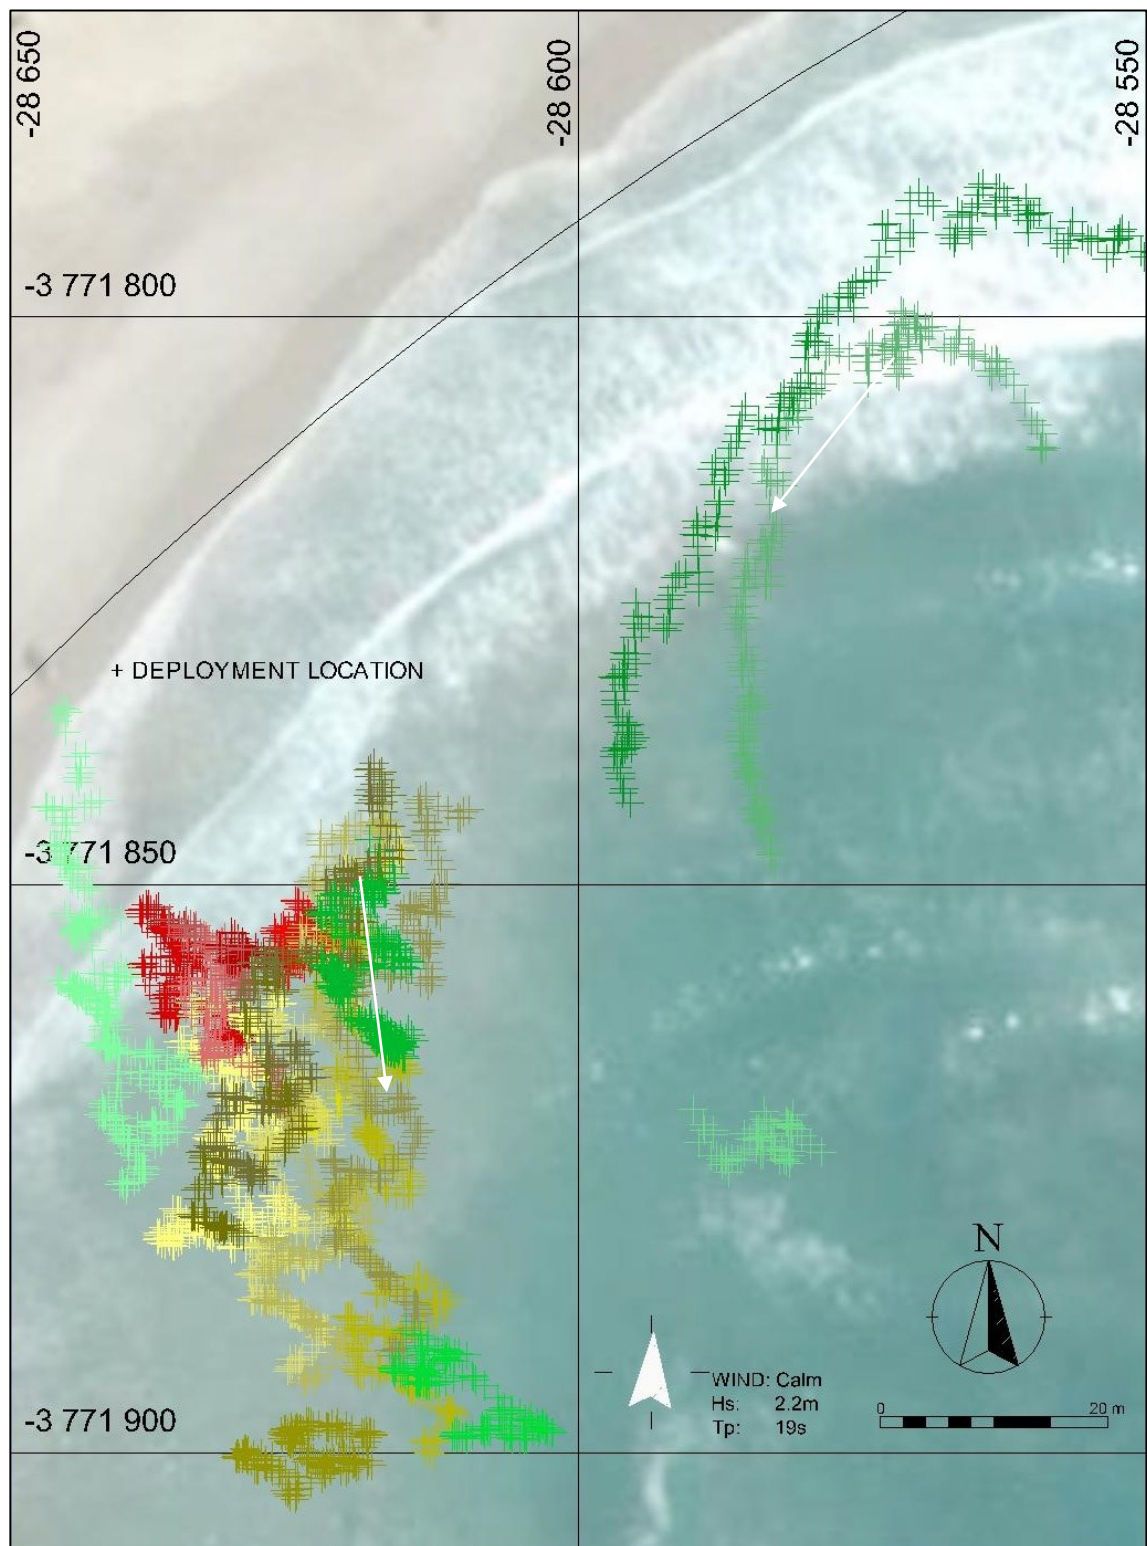 -28 650
-28 600
-28 550
-3 771 800
+ DEPLOYMENT LOCATION
-3 771 850
N
WIND: Calm
Hs: 2.2m
Tp: 19s
0 20 m
-3 771 900